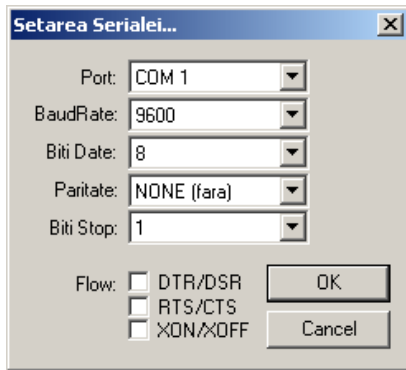 Setarea Serialei...
Port: COM 1
BaudRate: 9600
Biti Date: 8
Paritate: NONE (fara)
Biti Stop: 1
Flow: DTR/DSR OK
RTS/CTS
XON/XOFF Cancel